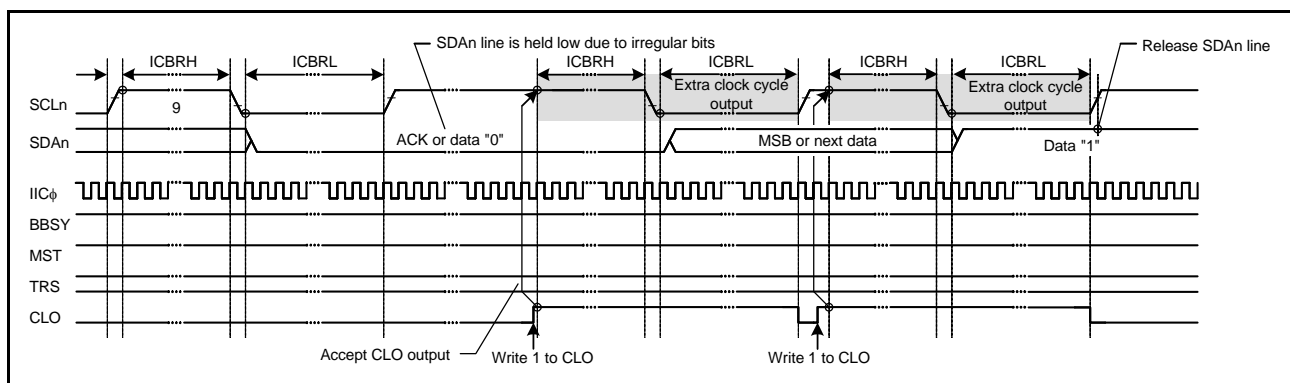 SDAn line is held low due to irregular bits
Release SDAn line
ICBRH
ICBRL
ICBRH
ICBRL
ICBRH
ICBRL
Extra clock cycle
output
Extra clock cycle
output
SCLn
9
ACK or data "0"
MSB or next data
Data "1"
SDAn
IICϕ
BBSY
MST
TRS
CLO
Accept CLO output
Write 1 to CLO
Write 1 to CLO